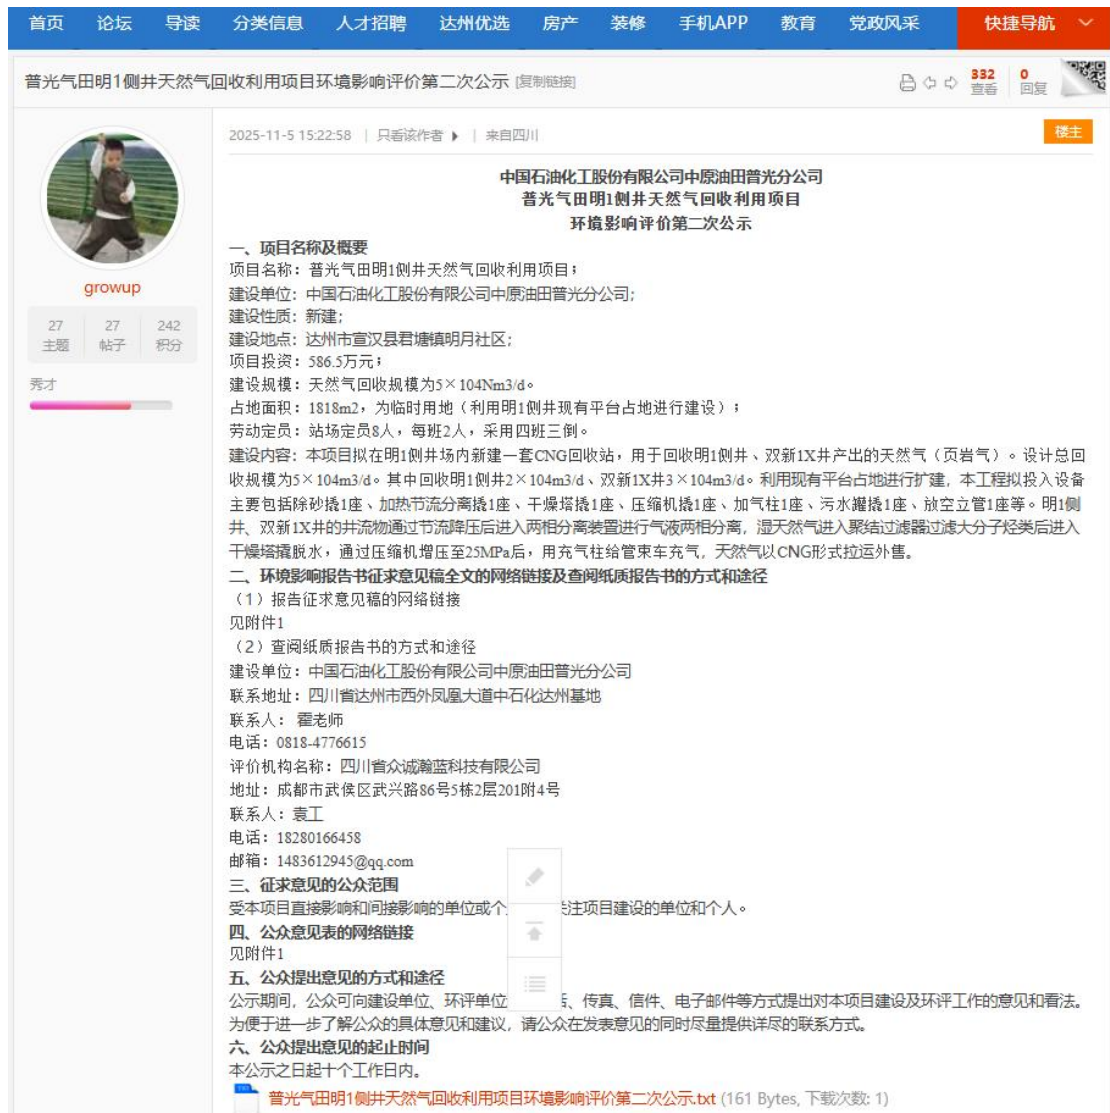 首页 论坛 导读 分类信息 人才招聘 达州优选 房产 装修 手机APP 教育 党政风采 快捷导航
普光气田明1侧井天然气回收利用项目环境影响评价第二次公示 [复制链接]
332 查看 0 回复
2025-11-5 15:22:58 | 只看该作者 | 来自四川 楼主
growup
27 主题 27 帖子 242 积分
秀才
中国石油化工股份有限公司中原油田普光分公司
普光气田明1侧井天然气回收利用项目
环境影响评价第二次公示
一、项目名称及概要
项目名称：普光气田明1侧井天然气回收利用项目；
建设单位：中国石油化工股份有限公司中原油田普光分公司；
建设性质：新建；
建设地点：达州市宣汉县君塘镇明月社区；
项目投资：586.5万元；
建设规模：天然气回收规模为5×104Nm3/d。
占地面积：1818m2，为临时用地（利用明1侧井现有平台占地进行建设）；
劳动定员：站场定员8人，每班2人，采用四班三倒。
建设内容：本项目拟在明1侧井场内新建一套CNG回收站，用于回收明1侧井、双新1X井产出的天然气（页岩气）。设计总回
收规模为5×104m3/d。其中回收明1侧井2×104m3/d、双新1X井3×104m3/d。利用现有平台占地进行扩建，本工程拟投入设备
主要包括除砂撬1座、加热节流分离撬1座、干燥塔撬1座、压缩机撬1座、加气柱1座、污水罐撬1座、放空立管1座等。明1侧
井、双新1X井的井流物通过节流降压后进入两相分离装置进行气液两相分离，湿天然气进入聚结过滤器过滤大分子烃类后进入
干燥塔撬脱水，通过压缩机增压至25MPa后，用充气柱给管束车充气，天然气以CNG形式拉运外售。
二、环境影响报告书征求意见稿全文的网络链接及查阅纸质报告书的方式和途径
（1）报告征求意见稿的网络链接
见附件1
（2）查阅纸质报告书的方式和途径
建设单位：中国石油化工股份有限公司中原油田普光分公司
联系地址：四川省达州市西外凤凰大道中石化达州基地
联系人： 霍老师
电话：0818-4776615
评价机构名称：四川省众诚瀚蓝科技有限公司
地址：成都市武侯区武兴路86号5栋2层201附4号
联系人：袁工
电话：18280166458
邮箱：1483612945@qq.com
三、征求意见的公众范围
受本项目直接影响和间接影响的单位或个 关注项目建设的单位和个人。
四、公众意见表的网络链接
见附件1
五、公众提出意见的方式和途径
公示期间，公众可向建设单位、环评单位 、传真、信件、电子邮件等方式提出对本项目建设及环评工作的意见和看法。
为便于进一步了解公众的具体意见和建议，请公众在发表意见的同时尽量提供详尽的联系方式。
六、公众提出意见的起止时间
本公示之日起十个工作日内。
普光气田明1侧井天然气回收利用项目环境影响评价第二次公示.txt (161 Bytes, 下载次数: 1)